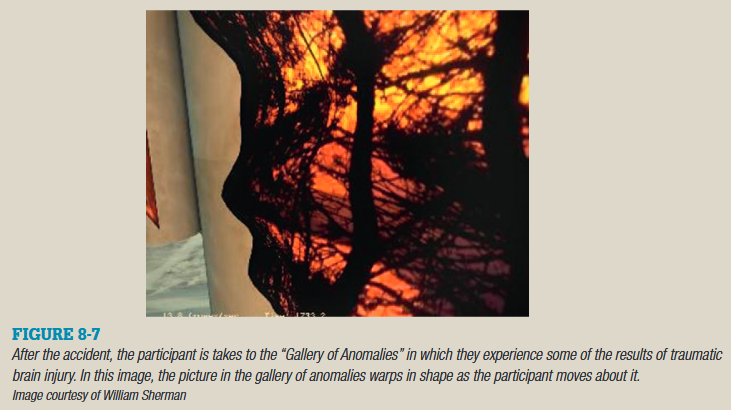 FIGURE 8-7
After the accident, the participant is takes to the “Gallery of Anomalies” in which they experience some of the results of traumatic
brain injury. In this image, the picture in the gallery of anomalies warps in shape as the participant moves about it.
Image courtesy of William Sherman